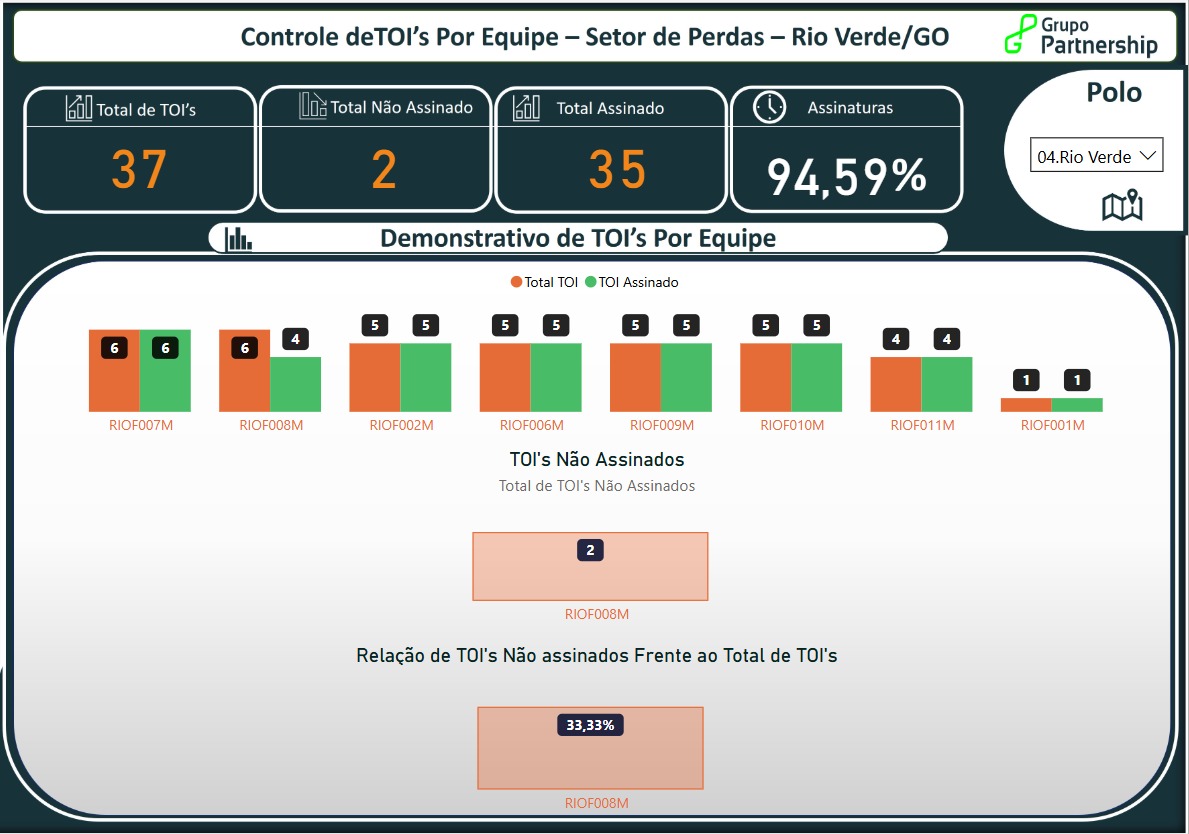 Controle deTOI’s Por Equipe – Setor de Perdas – Rio Verde/GO
Grupo
Partnership
Polo
04.Rio Verde
Total de TOI’s
37
Total Não Assinado
2
Total Assinado
35
Assinaturas
94,59%
Demonstrativo de TOI’s Por Equipe
Total TOI TOI Assinado
6 6 6 4 5 5 5 5 5 5 5 5 4 4 1 1
RIOF007M RIOF008M RIOF002M RIOF006M RIOF009M RIOF010M RIOF011M RIOF001M
TOI's Não Assinados
Total de TOI's Não Assinados
2
RIOF008M
Relação de TOI's Não assinados Frente ao Total de TOI's
33,33%
RIOF008M